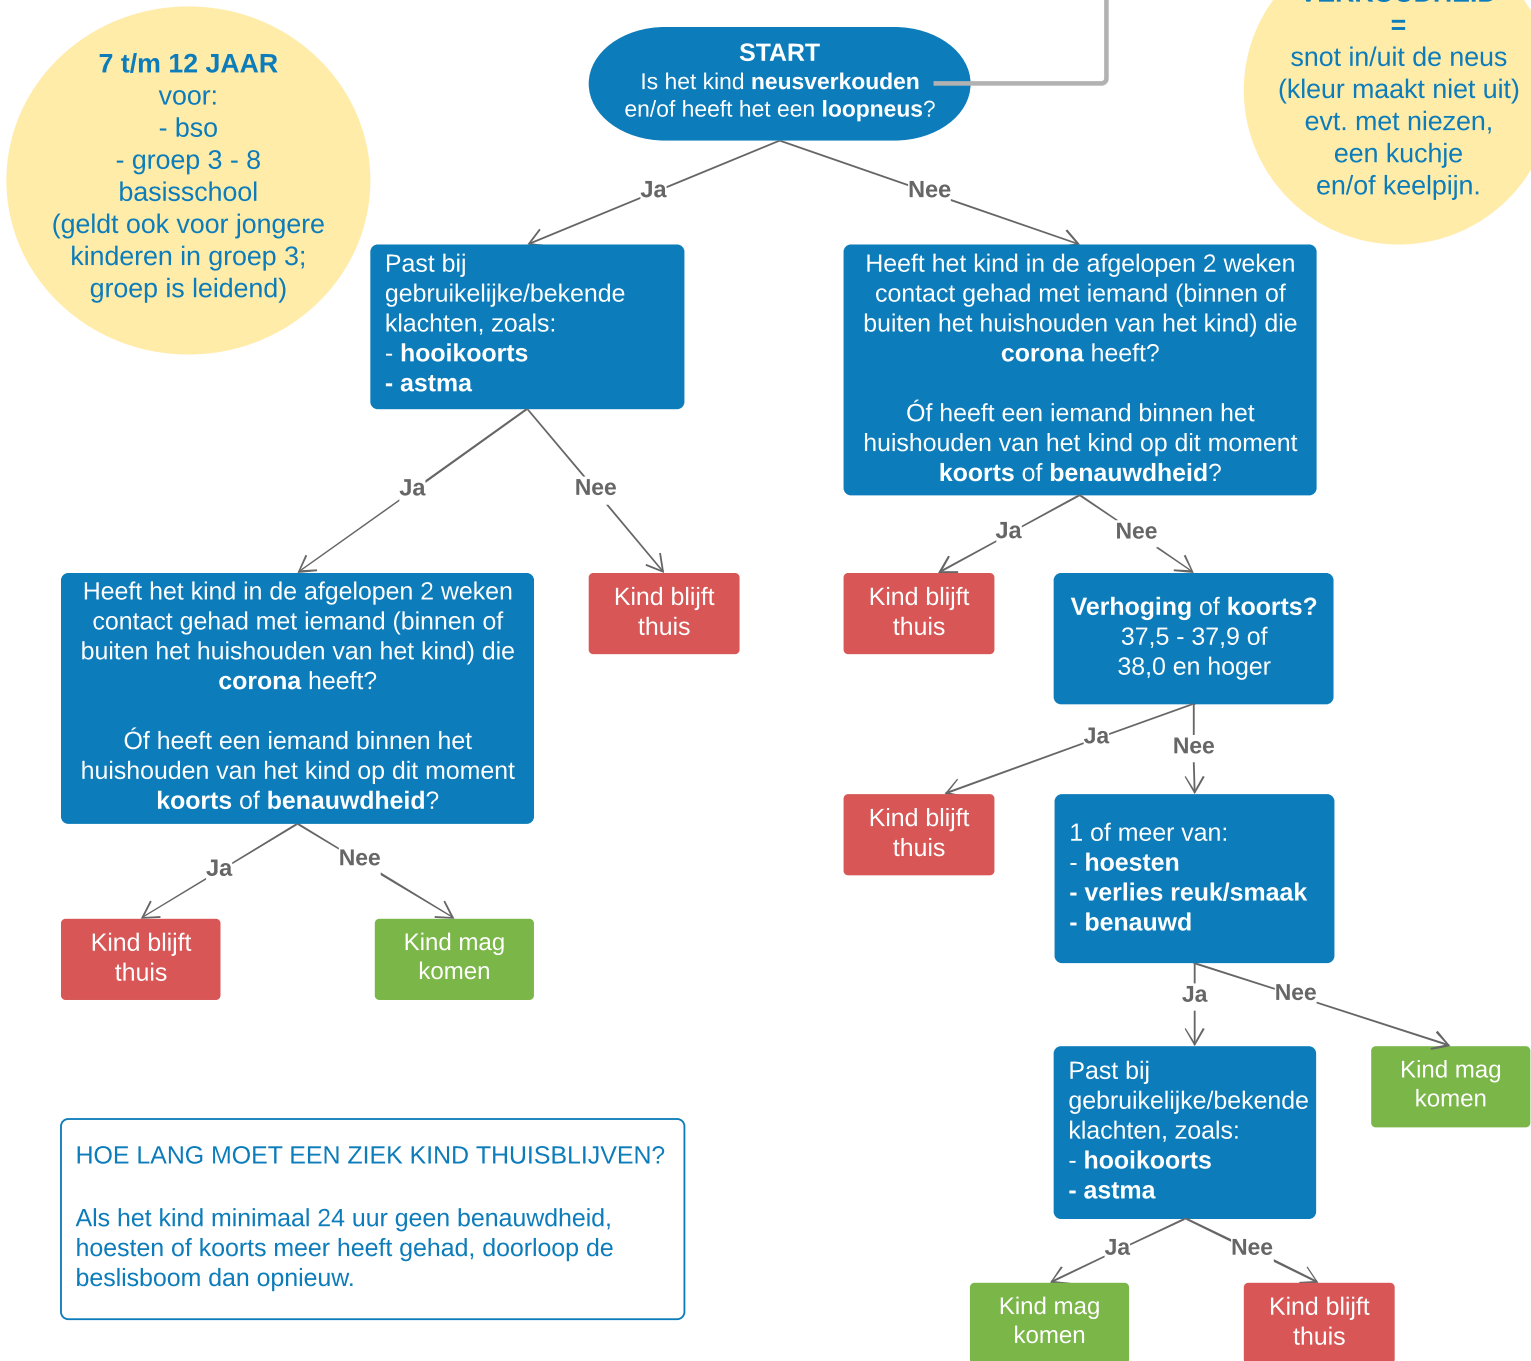 7 t/m 12 JAAR
voor:
- bso
- groep 3 - 8
basisschool
(geldt ook voor jongere
kinderen in groep 3;
groep is leidend)
START
Is het kind neusverkouden
en/of heeft het een loopneus?
=
snot in/uit de neus
(kleur maakt niet uit)
evt. met niezen,
een kuchje
en/of keelpijn.
Ja
Nee
Past bij
gebruikelijke/bekende
klachten, zoals:
- hooikoorts
- astma
Heeft het kind in de afgelopen 2 weken
contact gehad met iemand (binnen of
buiten het huishouden van het kind) die
corona heeft?
Óf heeft een iemand binnen het
huishouden van het kind op dit moment
koorts of benauwdheid?
Ja
Nee
Ja
Nee
Heeft het kind in de afgelopen 2 weken
contact gehad met iemand (binnen of
buiten het huishouden van het kind) die
corona heeft?
Óf heeft een iemand binnen het
huishouden van het kind op dit moment
koorts of benauwdheid?
Kind blijft
thuis
Kind blijft
thuis
Verhoging of koorts?
37,5 - 37,9 of
38,0 en hoger
Ja
Nee
Kind blijft
thuis
1 of meer van:
- hoesten
- verlies reuk/smaak
- benauwd
Ja
Nee
Kind blijft
thuis
Kind mag
komen
Ja
Nee
Past bij
gebruikelijke/bekende
klachten, zoals:
- hooikoorts
- astma
Kind mag
komen
HOE LANG MOET EEN ZIEK KIND THUISBLIJVEN?
Als het kind minimaal 24 uur geen benauwdheid,
hoesten of koorts meer heeft gehad, doorloop de
beslisboom dan opnieuw.
Ja
Nee
Kind mag
komen
Kind blijft
thuis